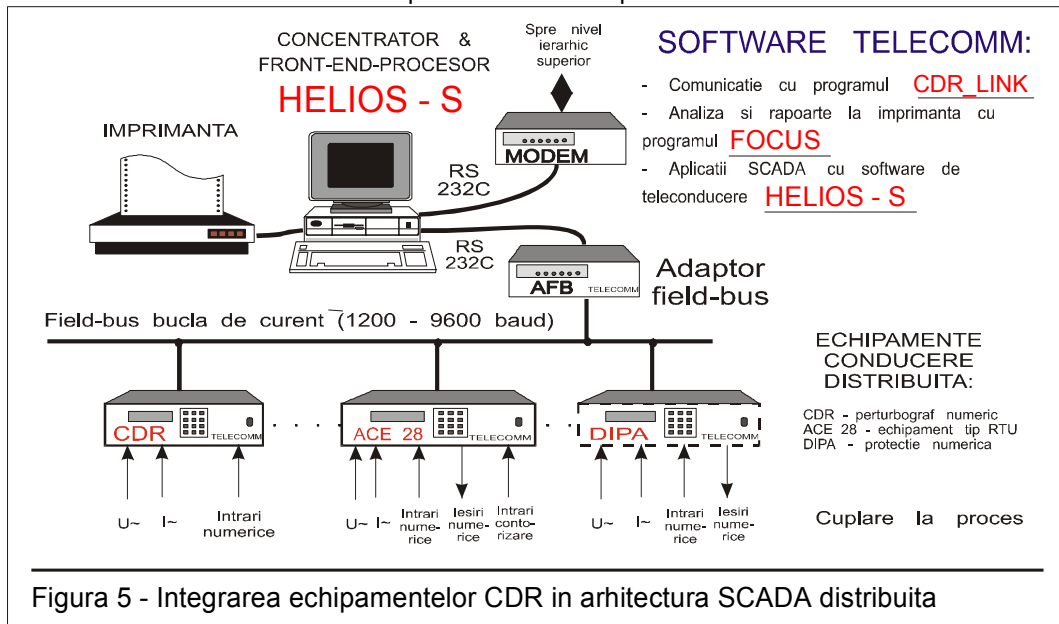 CONCENTRATOR &
FRONT-END-PROCESOR
HELIOS - S
Spre nivel
ierarhic
superior
SOFTWARE TELECOMM:
- Comunicatie cu programul CDR_LINK
- Analiza si rapoarte la imprimanta cu
programul FOCUS
- Aplicatii SCADA cu software de
teleconducere HELIOS - S
IMPRIMANTA
MODEM
RS
232C
RS
232C
AFB TELECOMM
Adaptor
field-bus
Field-bus bucla de curent (1200 - 9600 baud)
ECHIPAMENTE
CONDUCERE
DISTRIBUITA:
CDR - perturbograf numeric
ACE 28 - echipament tip RTU
DIPA - protectie numerica
CDR TELECOMM
. . . .
ACE 28 TELECOMM
. . .
DIPA TELECOMM
U~ I~ Intrari
numerice
U~ I~ Intrari
nume-
rice
Iesiri
nume-
rice
Intrari
conto-
rizare
U~ I~ Intrari
nume-
rice
Iesiri
nume-
rice
Cuplare la proces
Figura 5 - Integrarea echipamentelor CDR in arhitectura SCADA distribuita